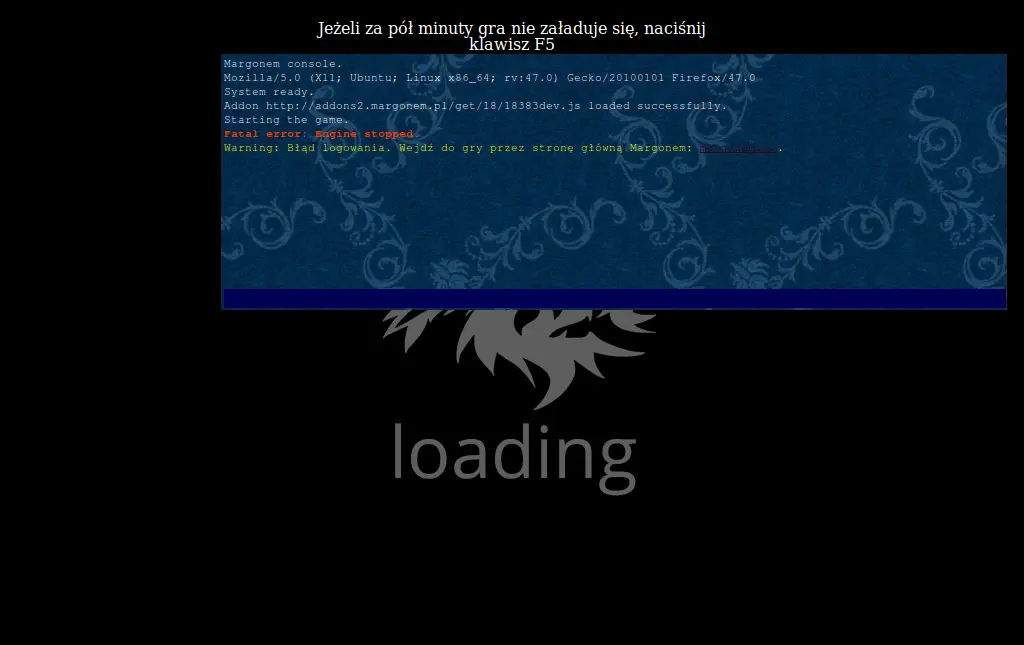 Jeżeli za pół minuty gra nie załaduje się, naciśnij
klawisz F5
Margonem console.
Mozilla/5.0 (X11; Ubuntu; Linux x86_64; rv:47.0) Gecko/20100101 Firefox/47.0
System ready.
Addon http://addons2.margonem.pl/get/18/18383dev.js loaded successfully.
Starting the game.
Fatal error: Engine stopped.
Warning: Błąd logowania. Wejdź do gry przez stronę główną Margonem:
loading